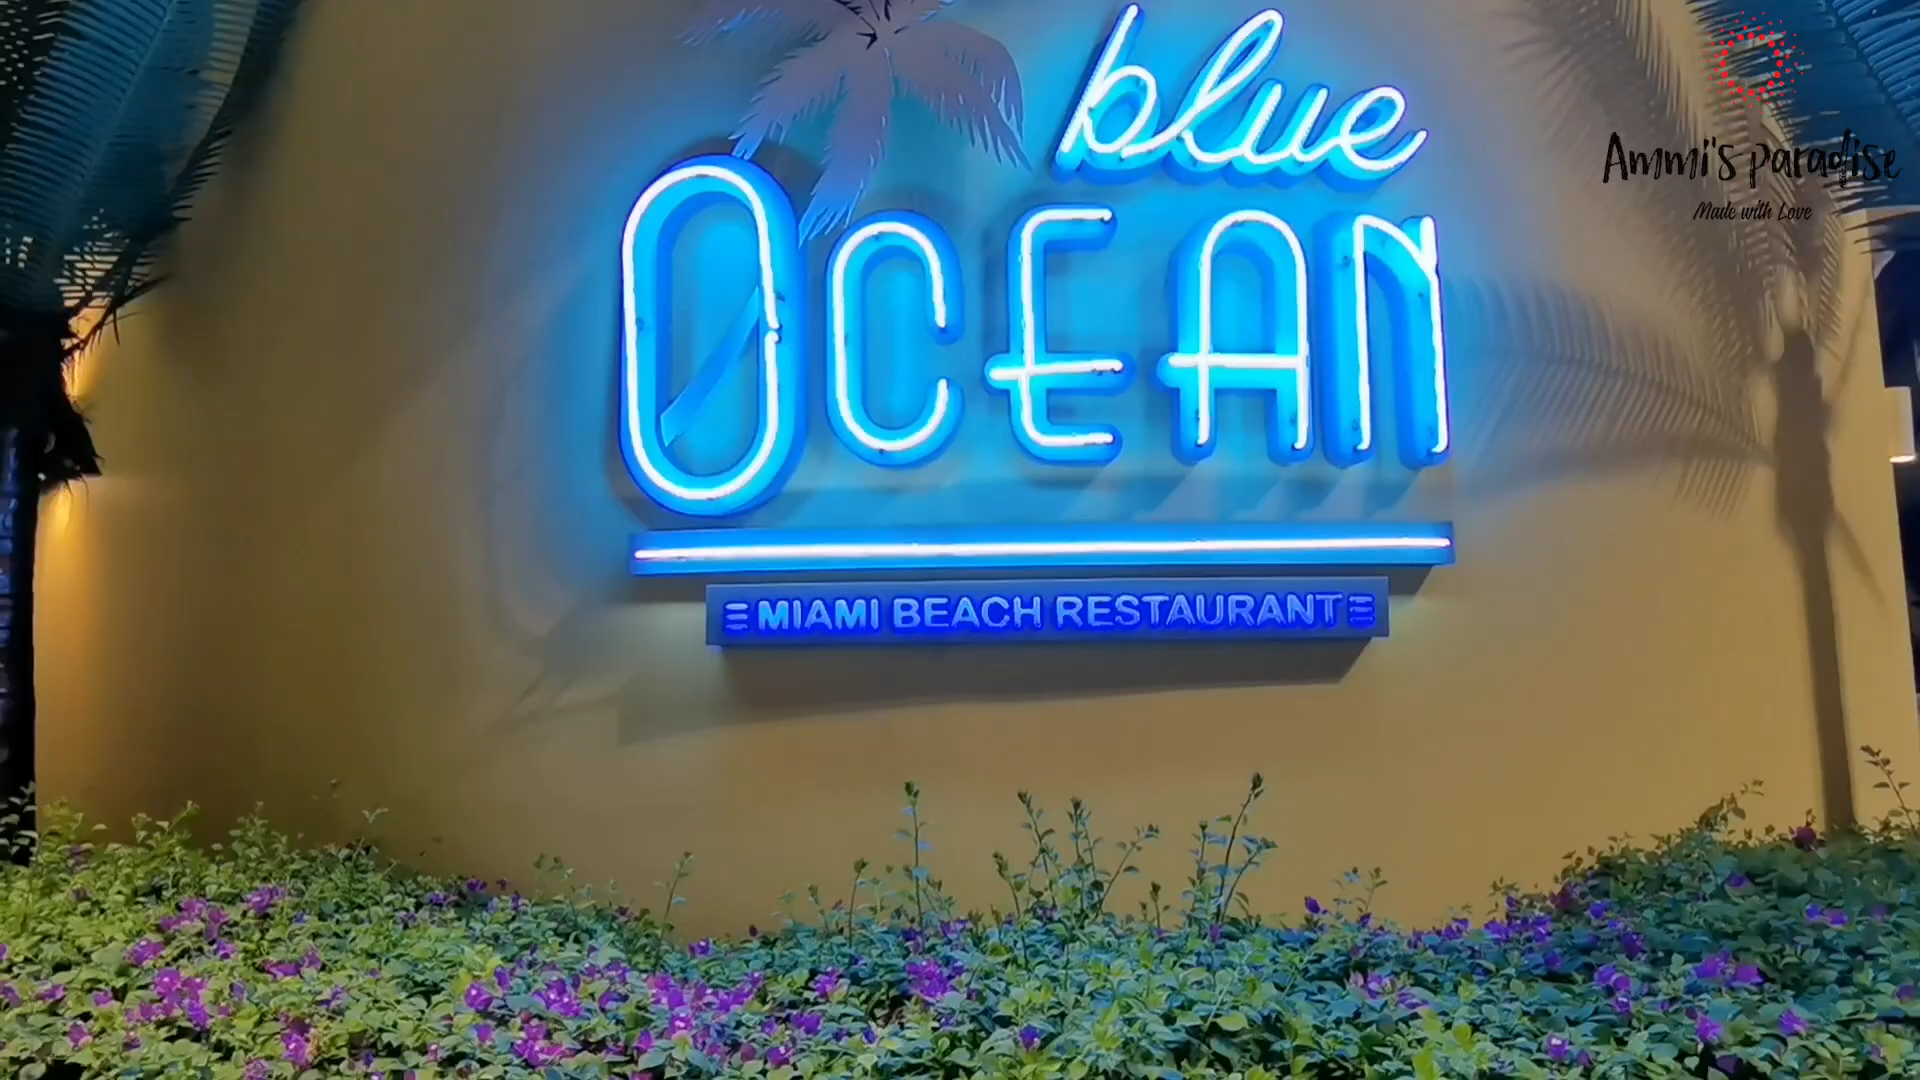 blue
OCEAN
MIAMI BEACH RESTAURANT
Ammi's paradise
Made with Love